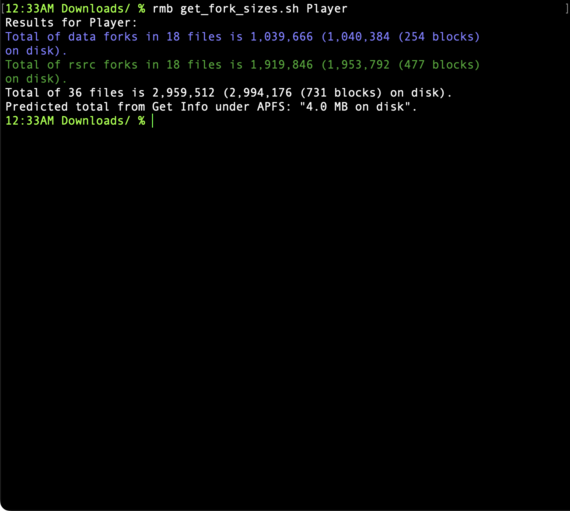 [12:33AM Downloads/ % rmb get_fork_sizes.sh Player ]
Results for Player:
Total of data forks in 18 files is 1,039,666 (1,040,384 (254 blocks)
on disk).
Total of rsrc forks in 18 files is 1,919,846 (1,953,792 (477 blocks)
on disk).
Total of 36 files is 2,959,512 (2,994,176 (731 blocks) on disk).
Predicted total from Get Info under APFS: "4.0 MB on disk".
12:33AM Downloads/ %